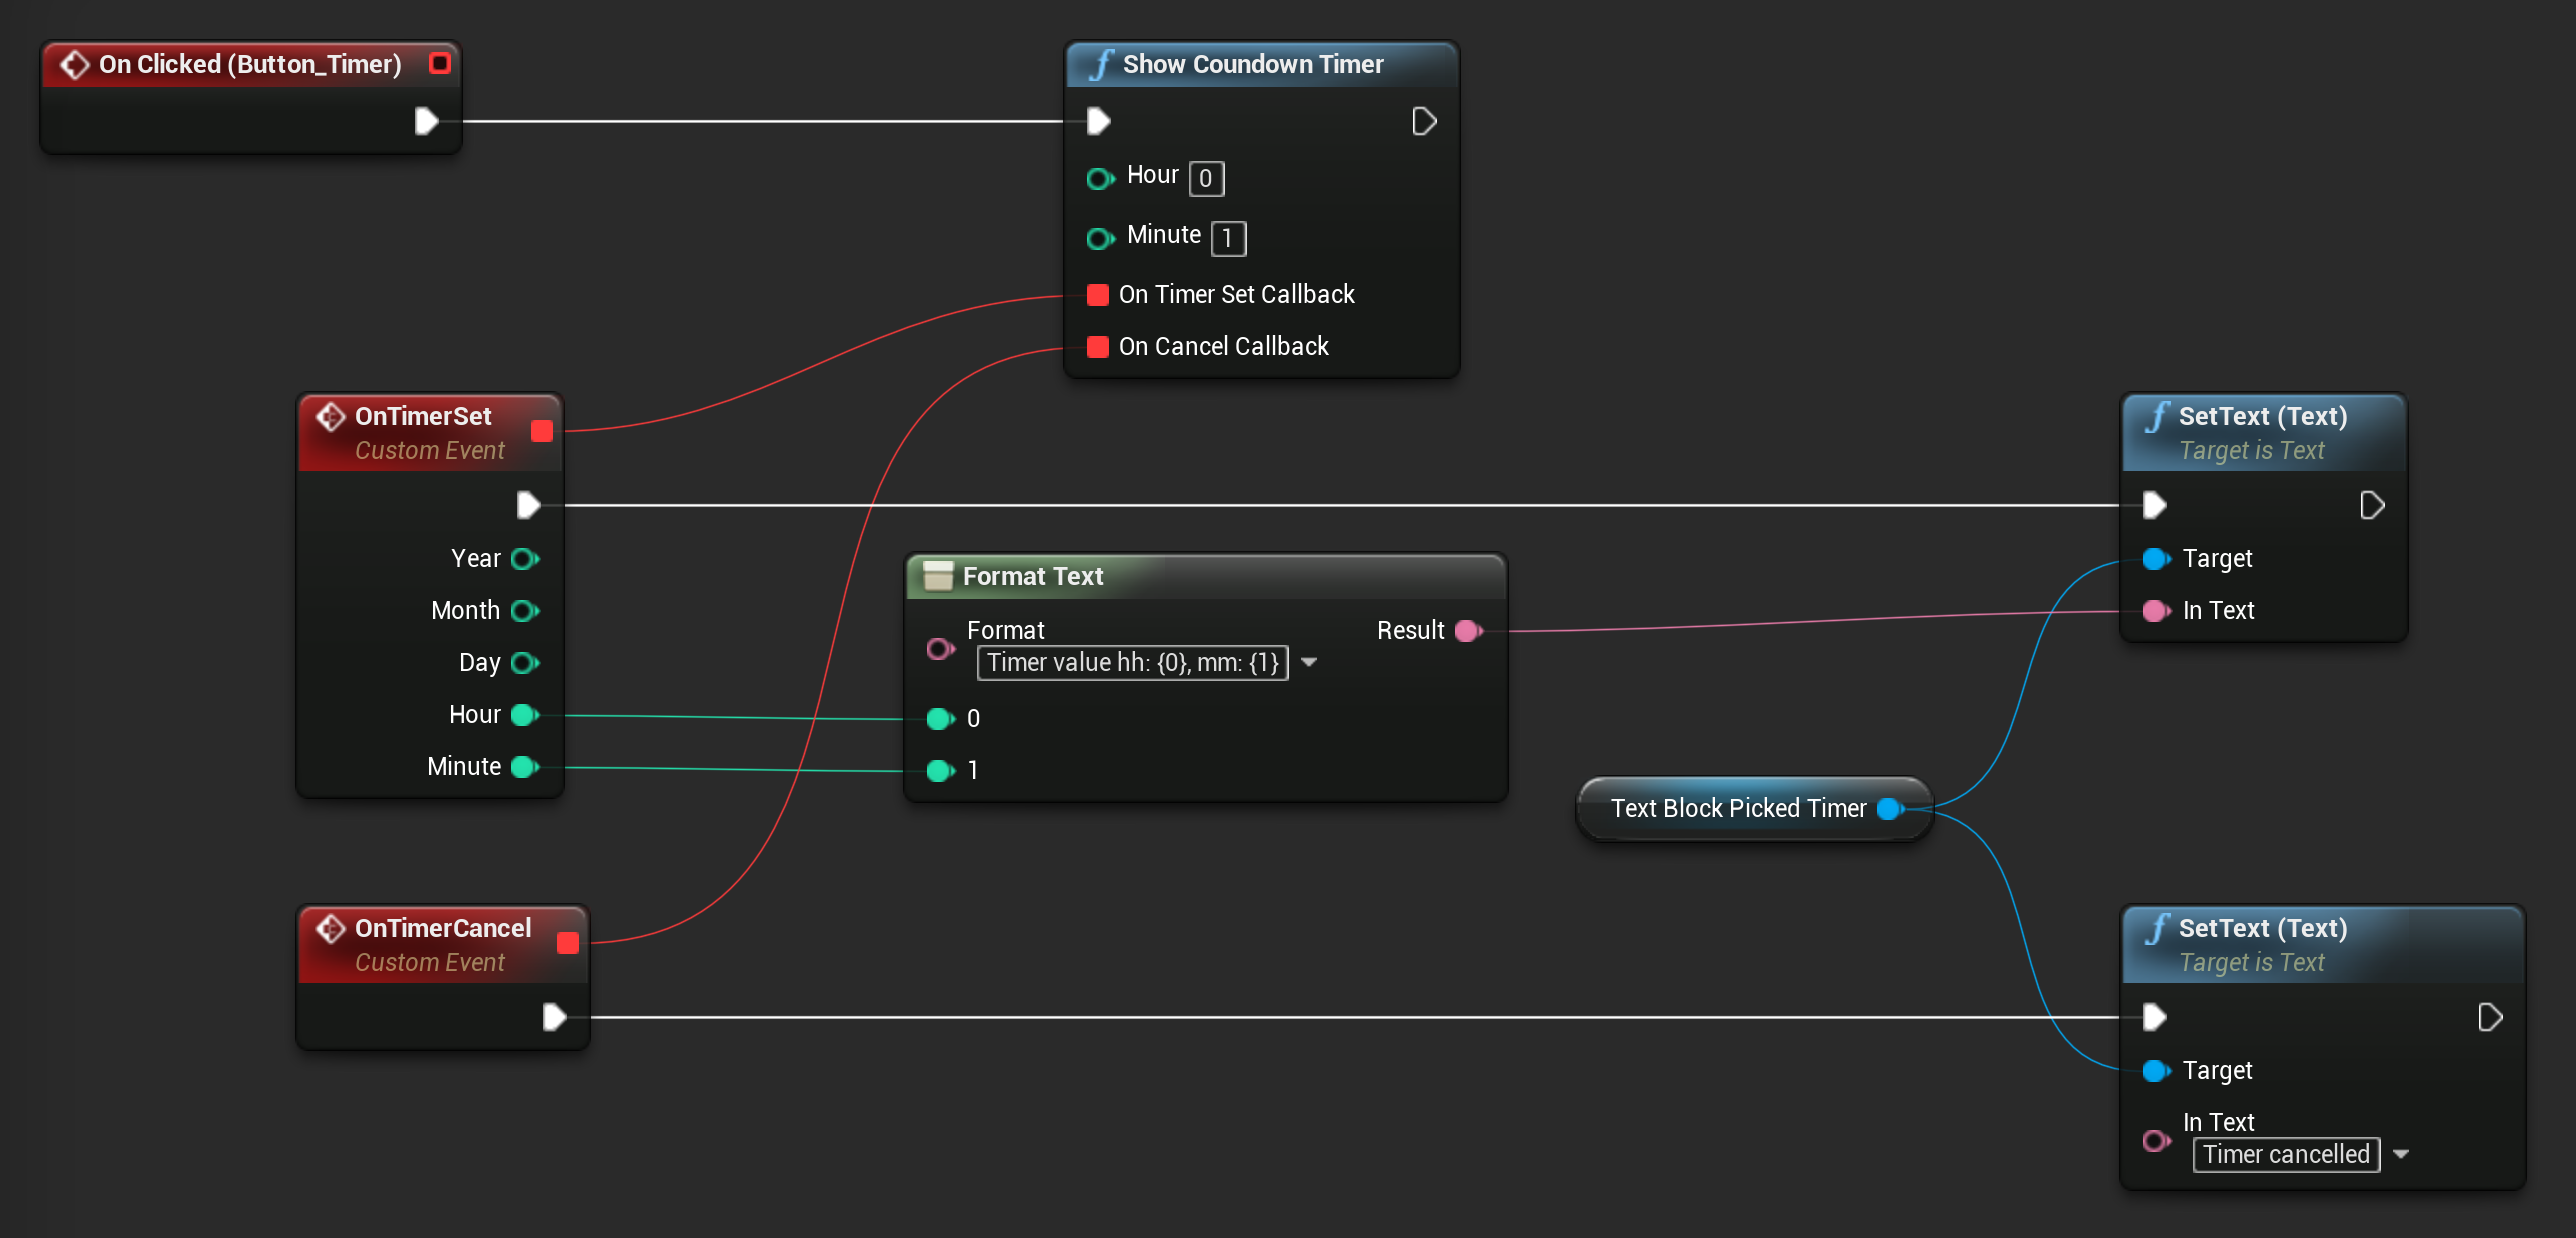 On Clicked (Button_Timer)
Show Coundown Timer
Hour 0
Minute 1
On Timer Set Callback
On Cancel Callback
OnTimerSet
Custom Event
Year
Month
Day
Hour
Minute
Format Text
Format
Timer value hh: {0}, mm: {1}
Result
0
1
SetText (Text)
Target is Text
Target
In Text
Text Block Picked Timer
OnTimerCancel
Custom Event
SetText (Text)
Target is Text
Target
In Text
Timer cancelled